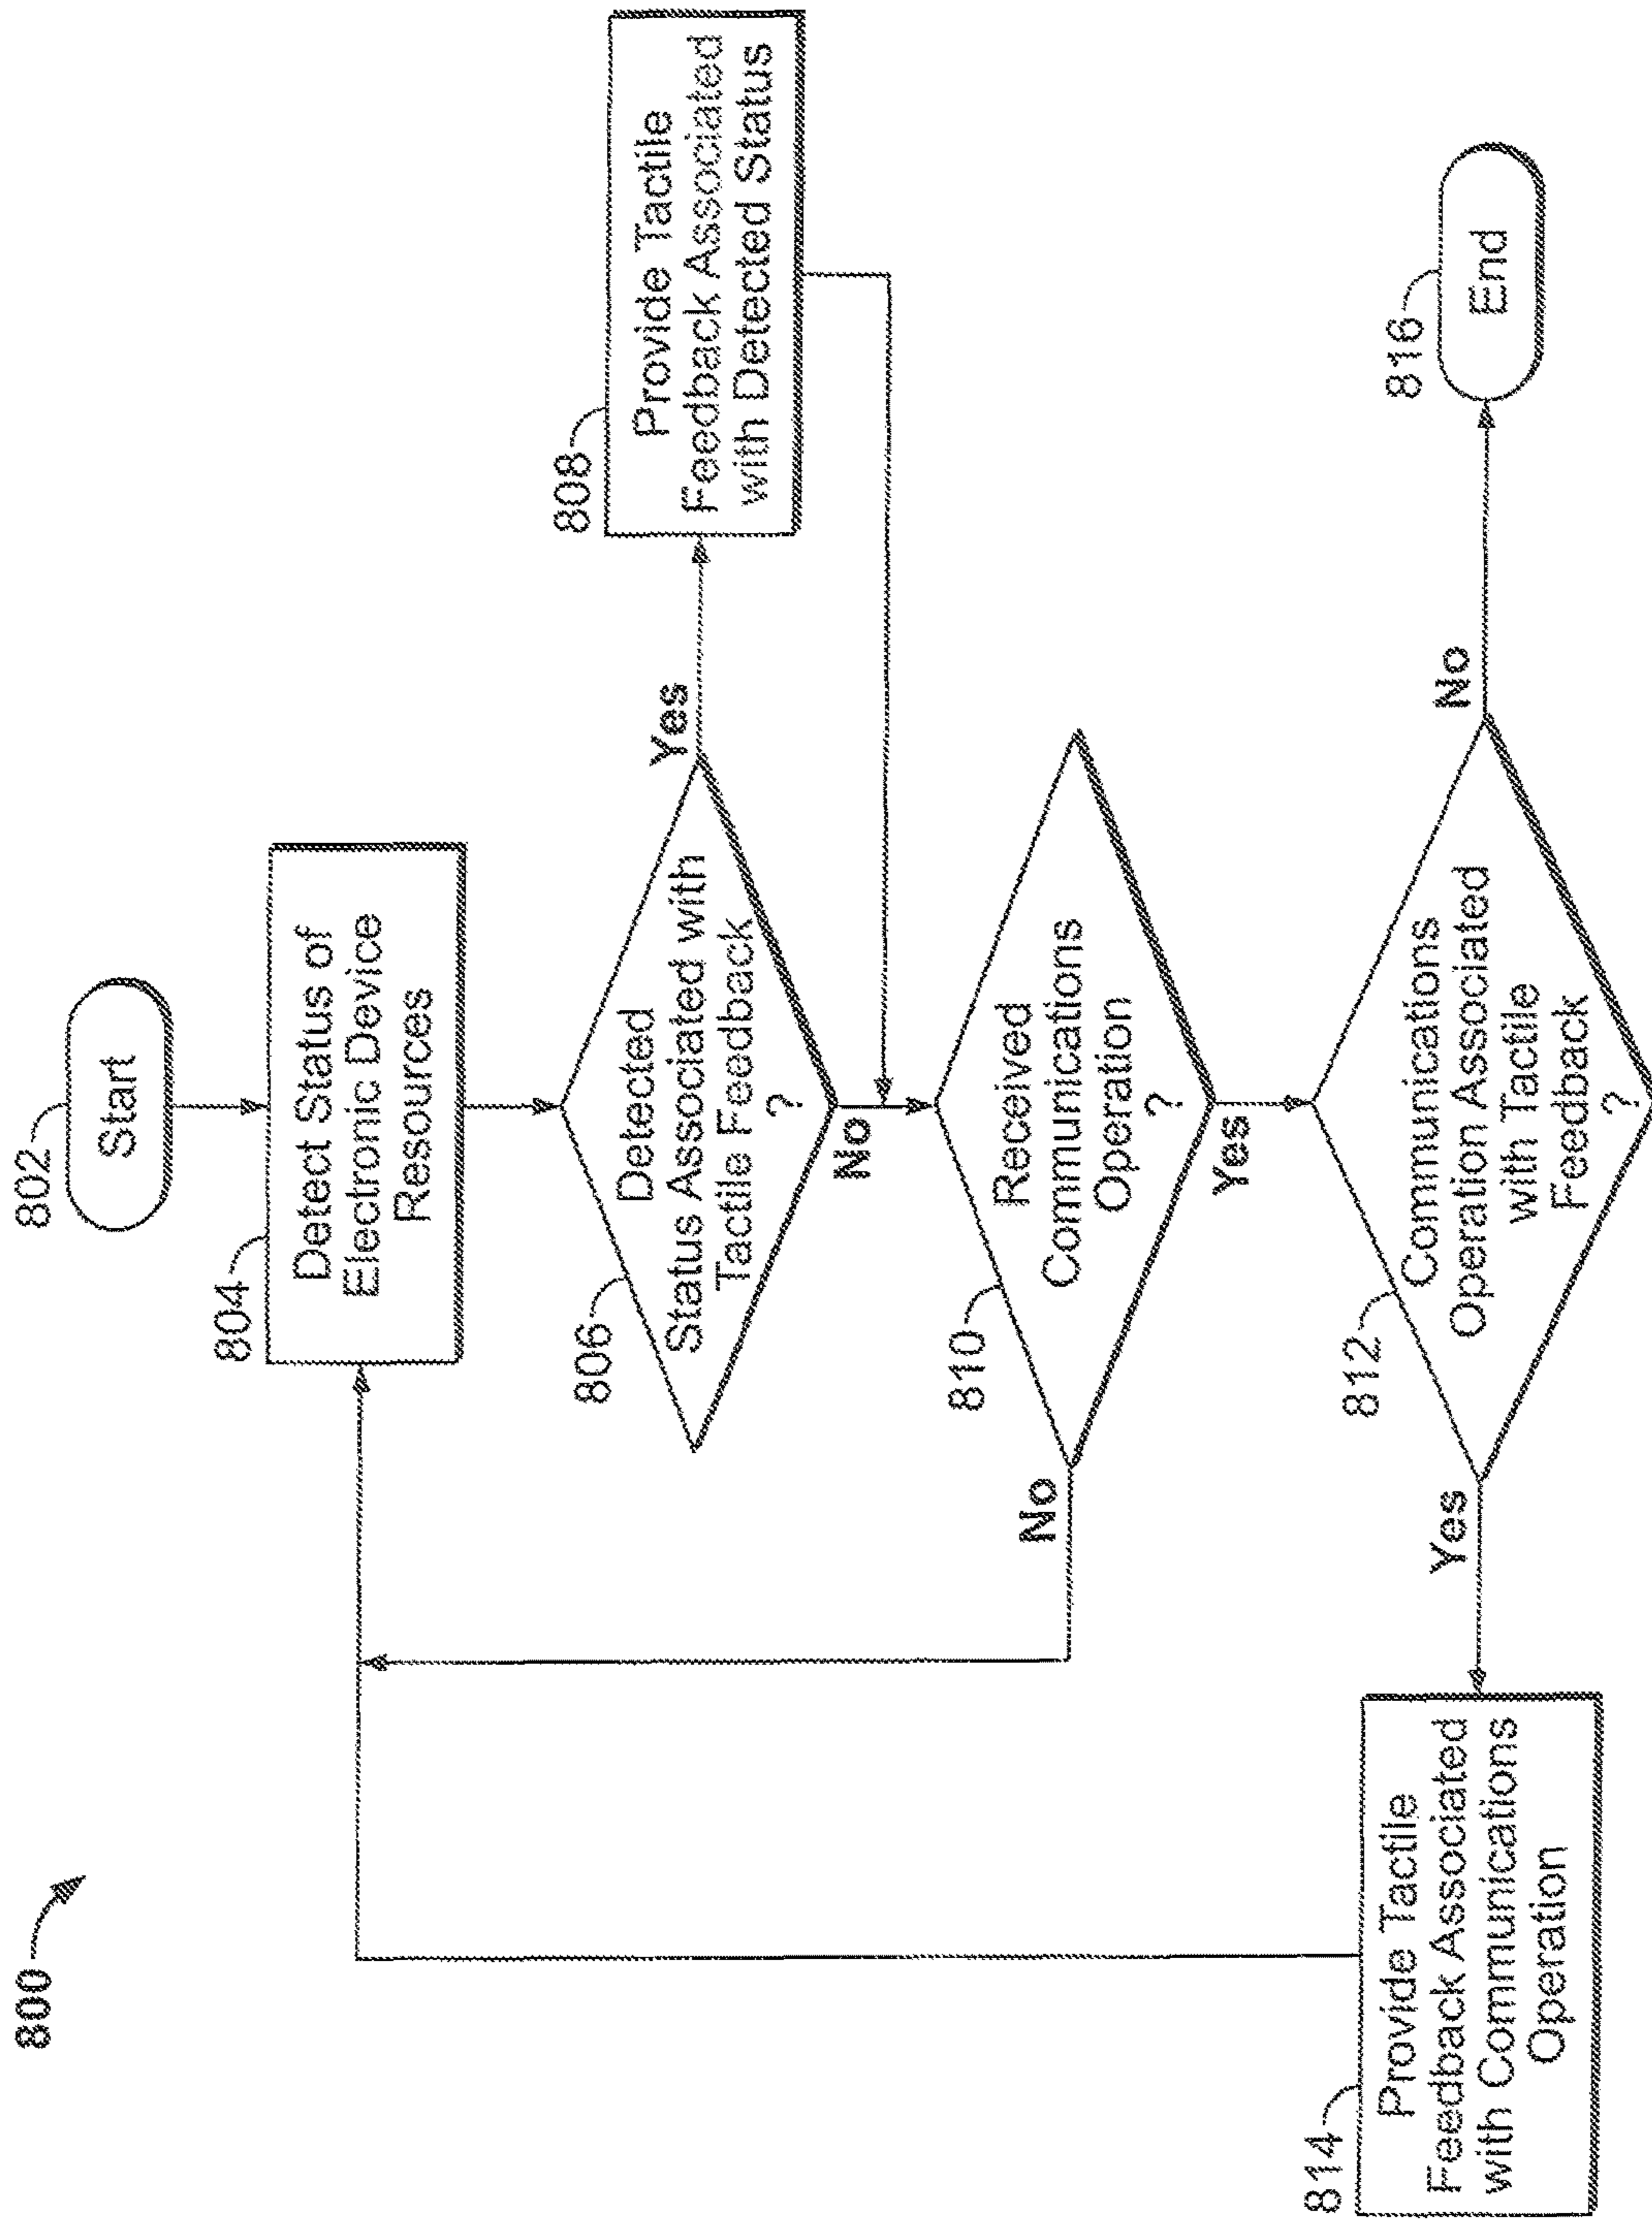 800
802
Start
804
Detect Status of
Electronic Device
Resources
806
Detected
Status Associated with
Tactile Feedback
?
Yes
No
808
Provide Tactile
Feedback Associated
with Detected Status
810
Received
Communications
Operation
?
No
Yes
812
Communications
Operation Associated
with Tactile
Feedback
?
Yes
No
814
Provide Tactile
Feedback Associated
with Communications
Operation
816
End